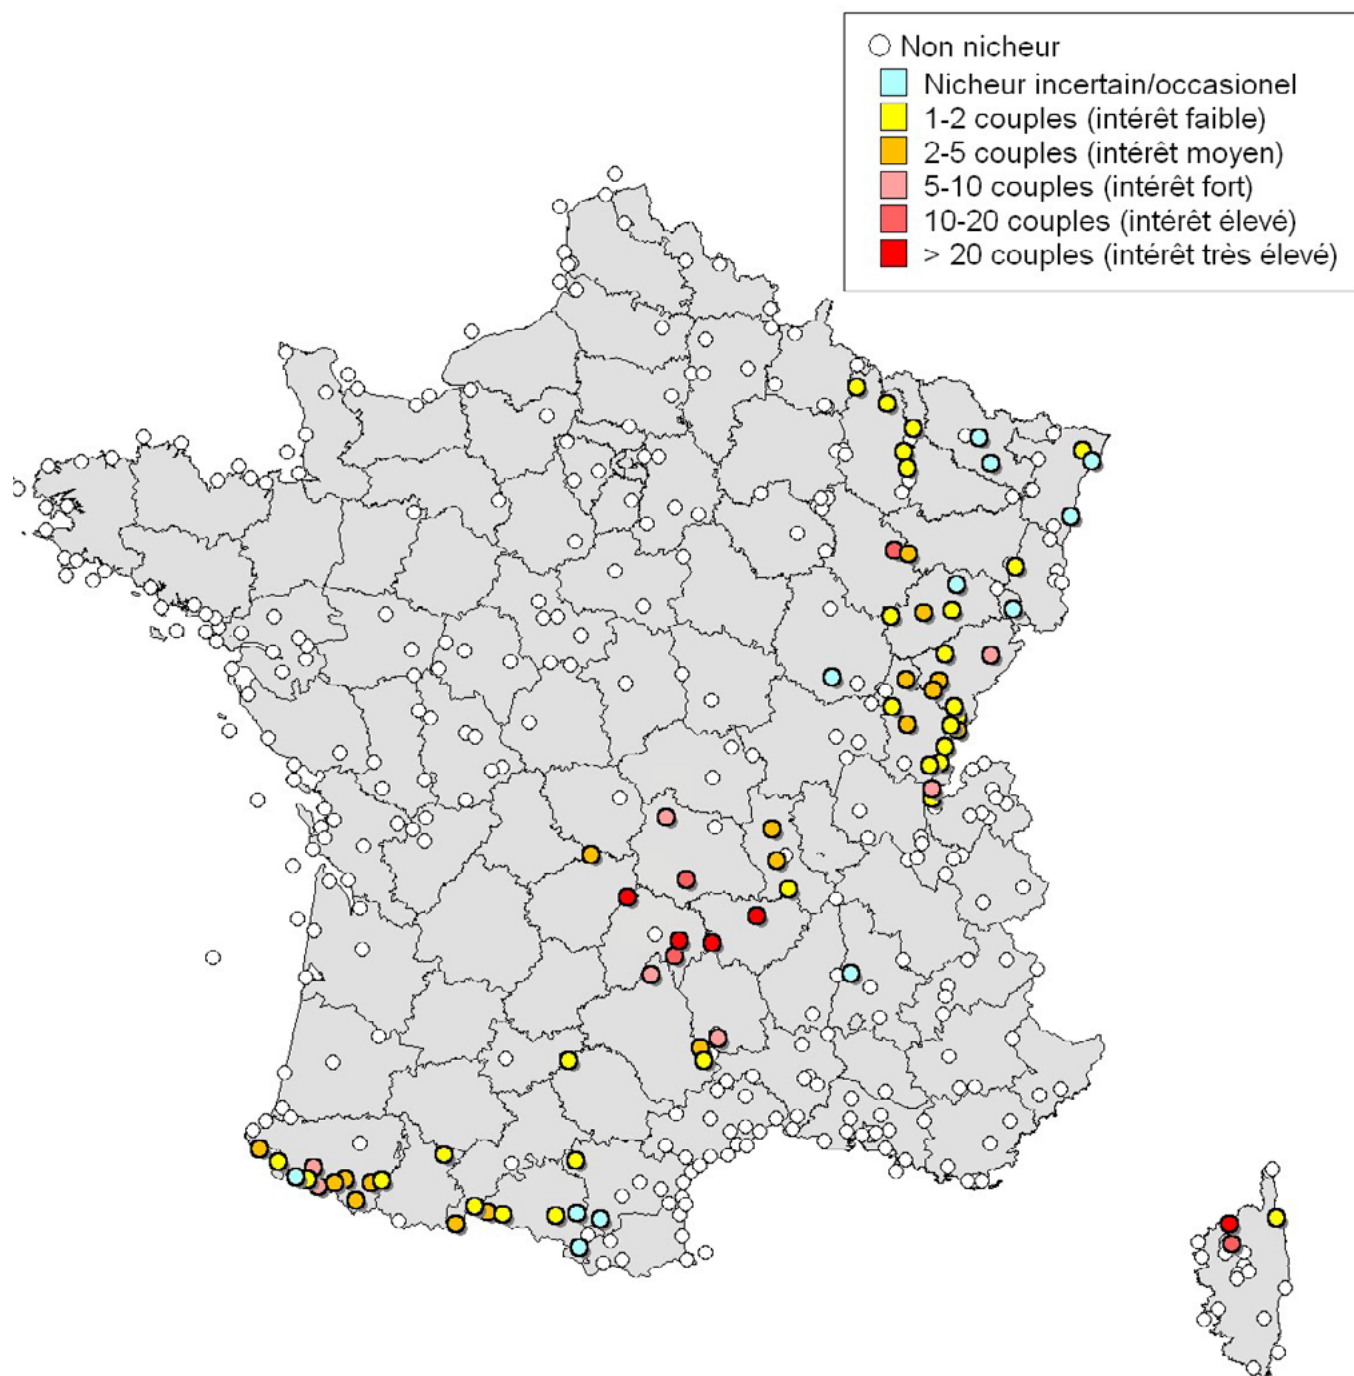 Non nicheur
Nicheur incertain/occasionel
1-2 couples (intérêt faible)
2-5 couples (intérêt moyen)
5-10 couples (intérêt fort)
10-20 couples (intérêt élevé)
> 20 couples (intérêt très élevé)